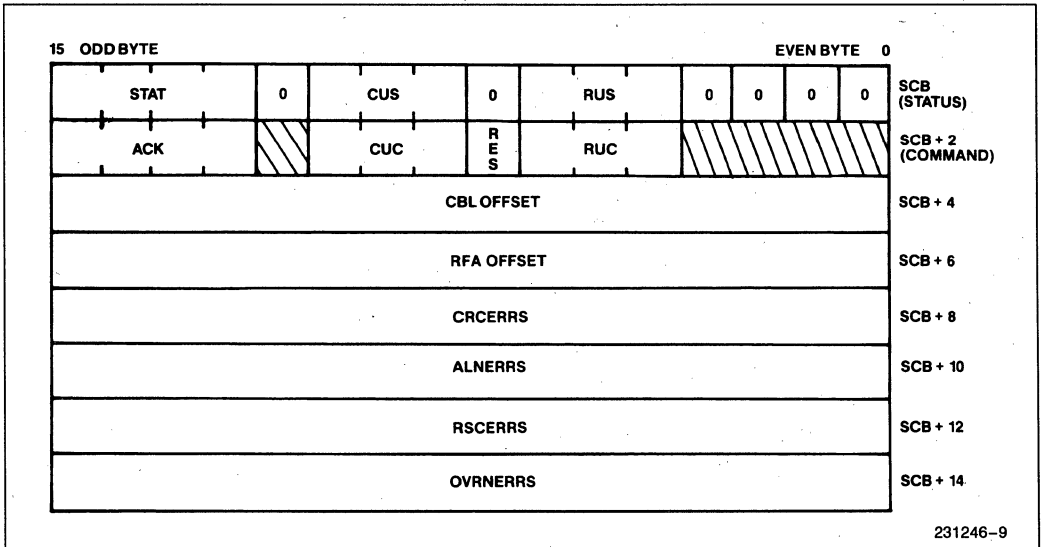 15 ODD BYTE EVEN BYTE 0
STAT 0 CUS 0 RUS 0 0 0 0 SCB (STATUS)
ACK CUC RES RUC SCB + 2 (COMMAND)
CBL OFFSET SCB + 4
RFA OFFSET SCB + 6
CRCERRS SCB + 8
ALNERRS SCB + 10
RSCERRS SCB + 12
OVRNERRS SCB + 14
231246–9